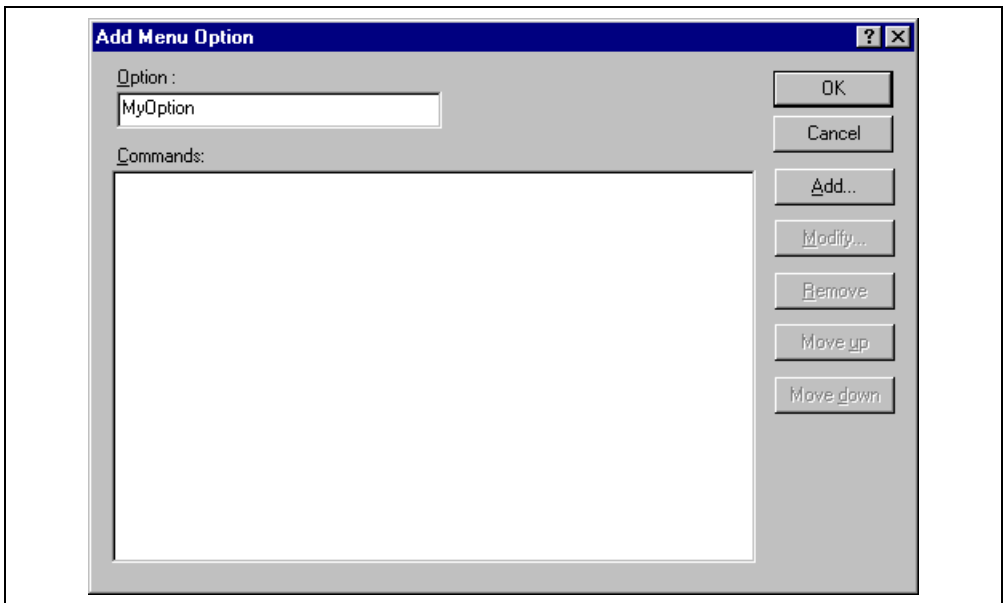 Add Menu Option
Option :
MyOption
Commands:
OK
Cancel
Add...
Modify...
Remove
Move up
Move down